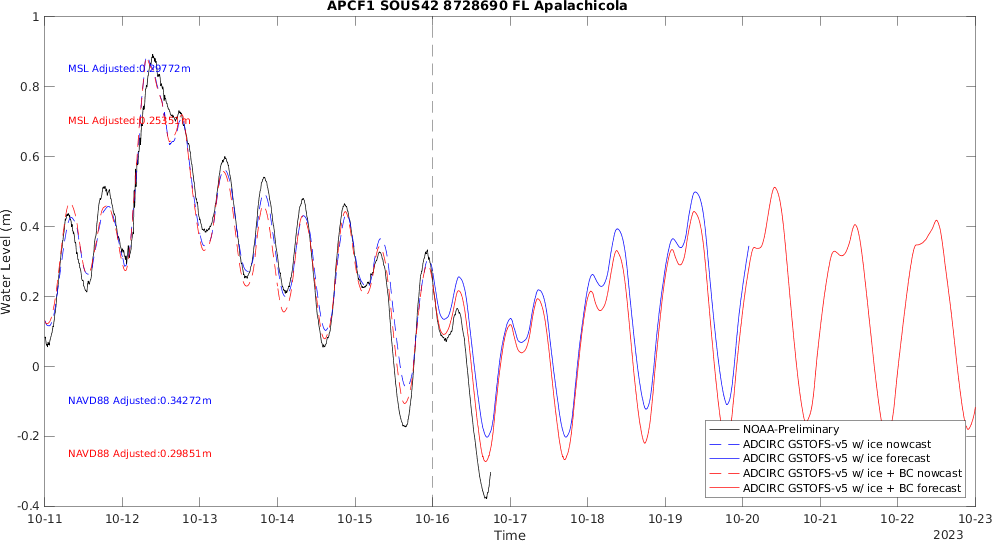 APCF1 SOUS42 8728690 FL Apalachicola
1
0.8
0.6
0.4
0.2
0
-0.2
-0.4
Water Level (m)
MSL Adjusted:0.29772m
MSL Adjusted:
NAVD88 Adjusted:0.34272m
NAVD88 Adjusted:0.29851m
NOAA-Preliminary
ADCIRC GSTOFS-v5 w/ ice nowcast
ADCIRC GSTOFS-v5 w/ ice forecast
ADCIRC GSTOFS-v5 w/ ice + BC nowcast
ADCIRC GSTOFS-v5 w/ ice + BC forecast
10-11 10-12 10-13 10-14 10-15 10-16 10-17 10-18 10-19 10-20 10-21 10-22 10-23
Time
2023